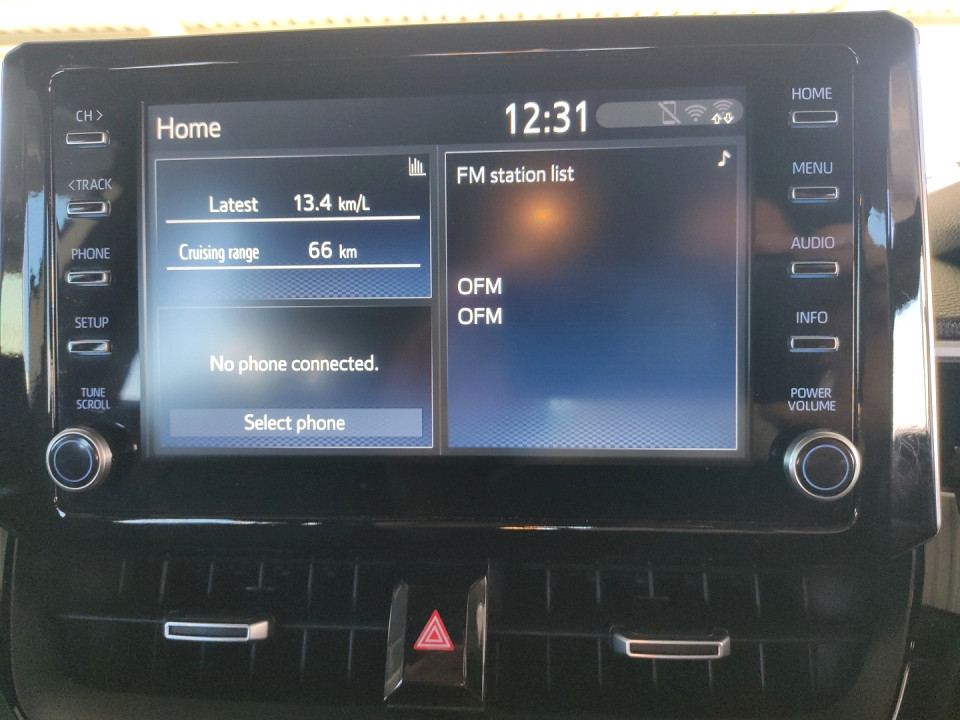 CH >
< TRACK
PHONE
SETUP
TUNE
SCROLL
Home
12:31
Latest 13.4 km/L
Cruising range 66 km
No phone connected.
Select phone
FM station list
OFM
OFM
HOME
MENU
AUDIO
INFO
POWER
VOLUME